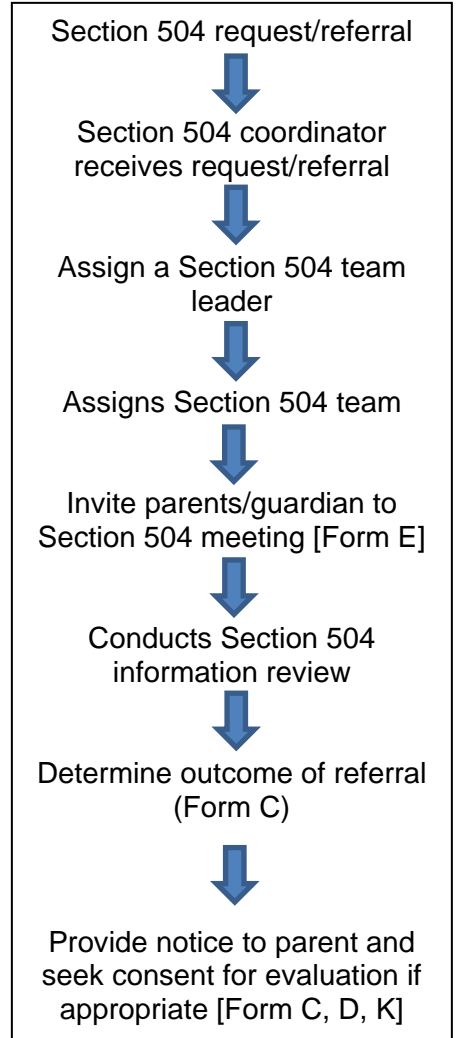 Section 504 request/referral
Section 504 coordinator
receives request/referral
Assign a Section 504 team
leader
Assigns Section 504 team
Invite parents/guardian to
Section 504 meeting [Form E]
Conducts Section 504
information review
Determine outcome of referral
(Form C)
Provide notice to parent and
seek consent for evaluation if
appropriate [Form C, D, K]